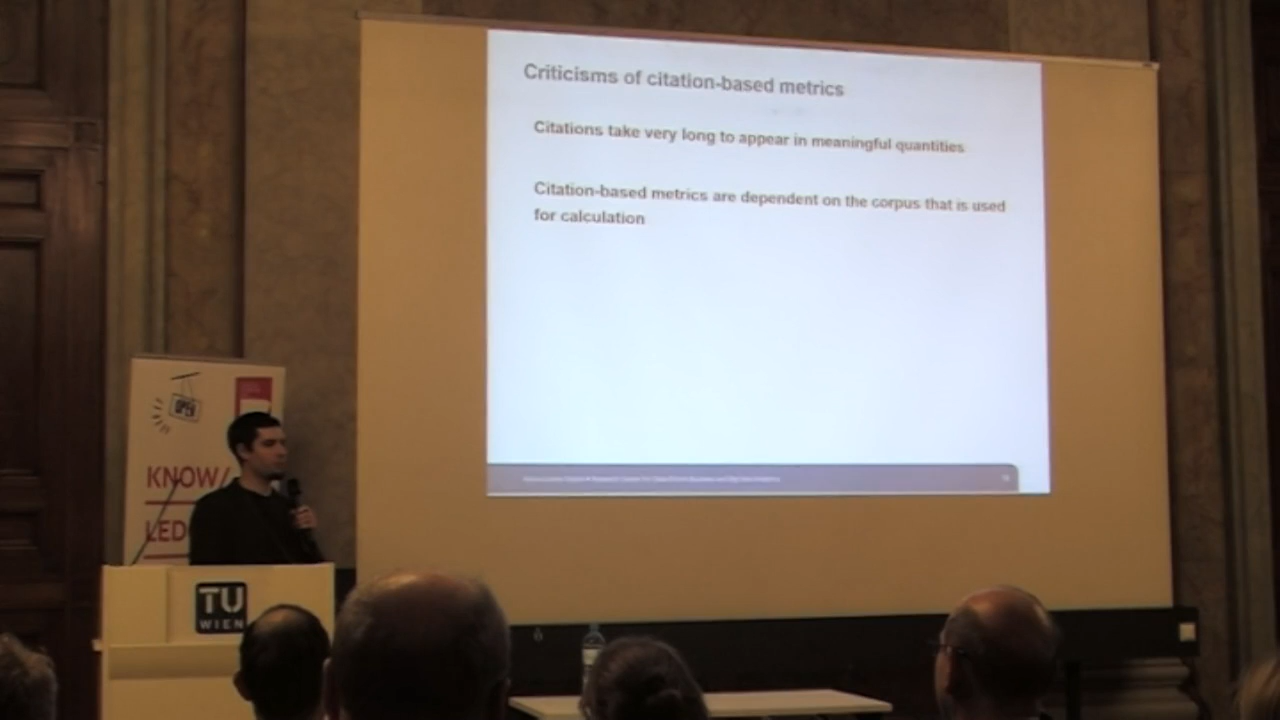 Criticisms of citation-based metrics
Citations take very long to appear in meaningful quantities
Citation-based metrics are dependent on the corpus that is used
for calculation
OPEN
KNOW/
LED
TU
WIEN